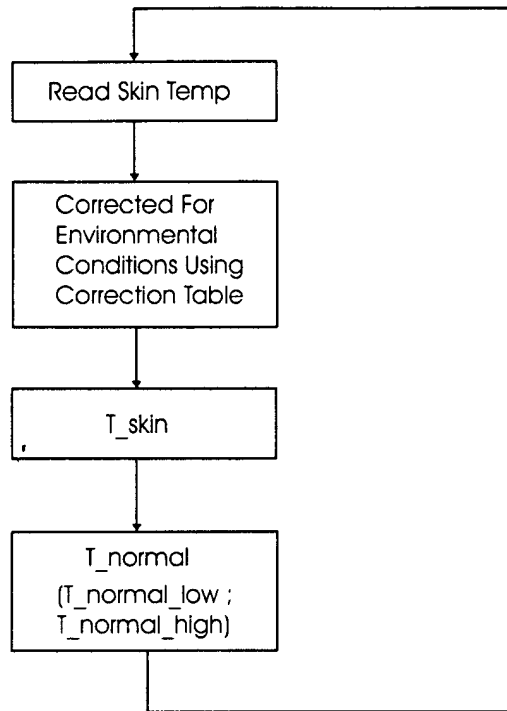 Read Skin Temp
Corrected For
Environmental
Conditions Using
Correction Table
T_skin
T_normal
(T_normal_low ;
T_normal_high)